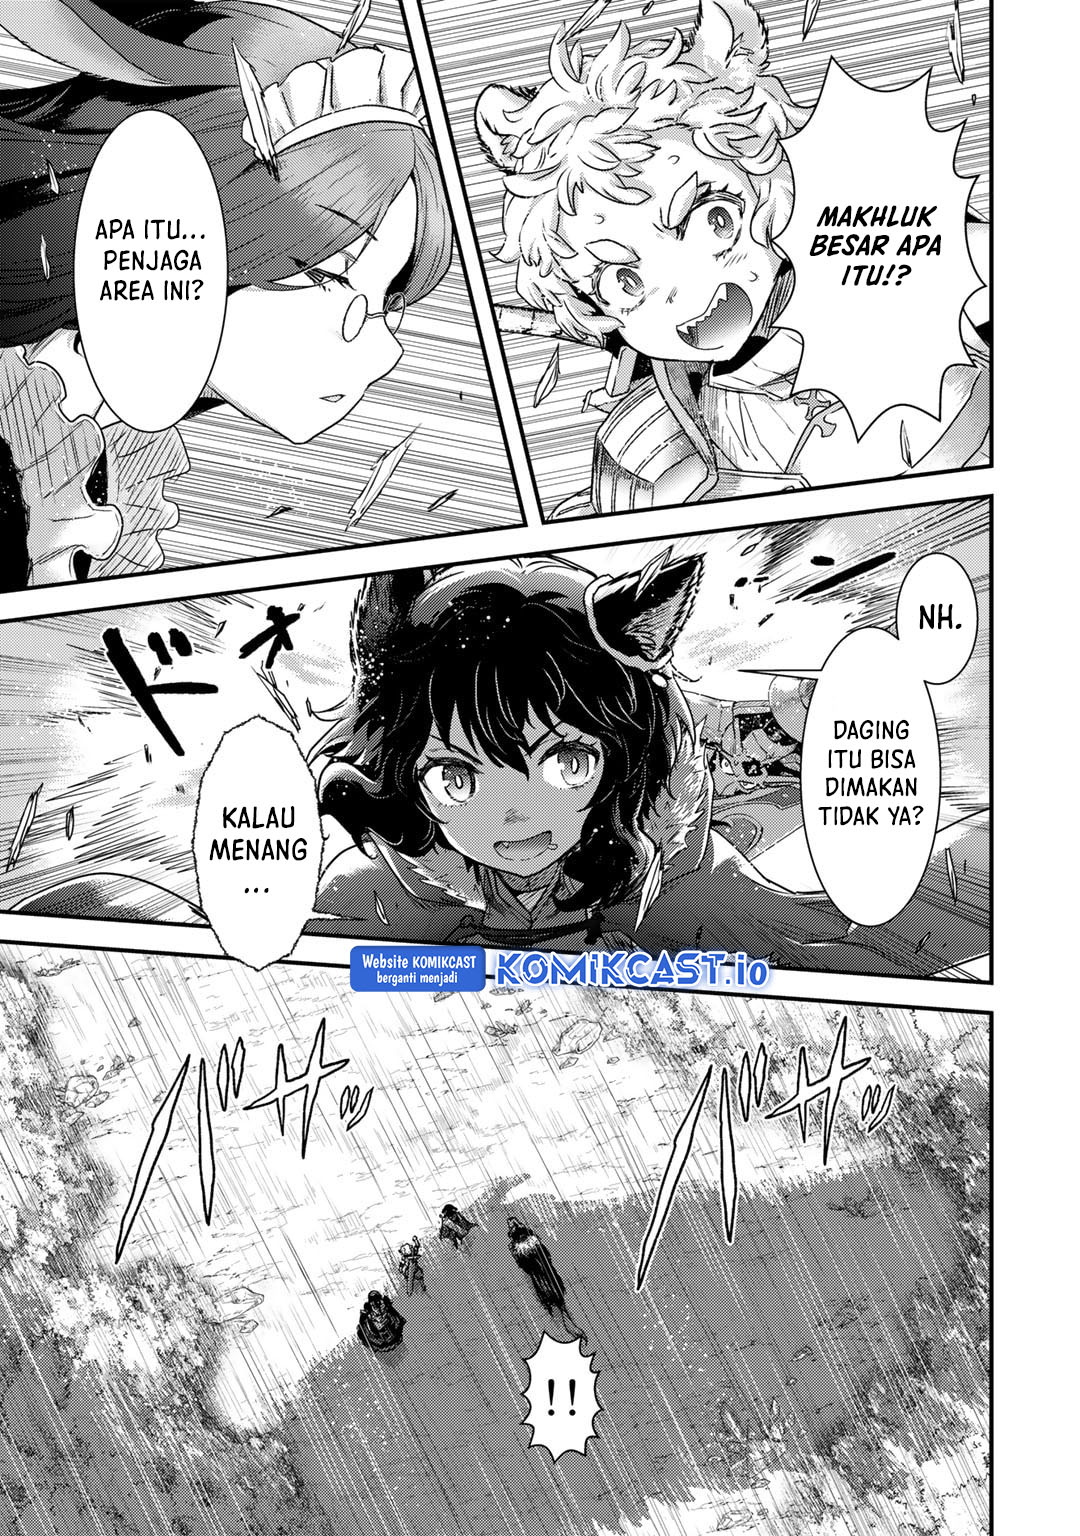 MAKHLUK
BESAR APA
ITU!?
APA ITU...
PENJAGA
AREA INI?
NH.
DAGING
ITU BISA
DIMAKAN
TIDAK YA?
オ
ド
KALAU
MENANG
...
Website KOMIKCAST
berganti menjadi
KOMIKCAST.io
バサッ
バサッ
!!